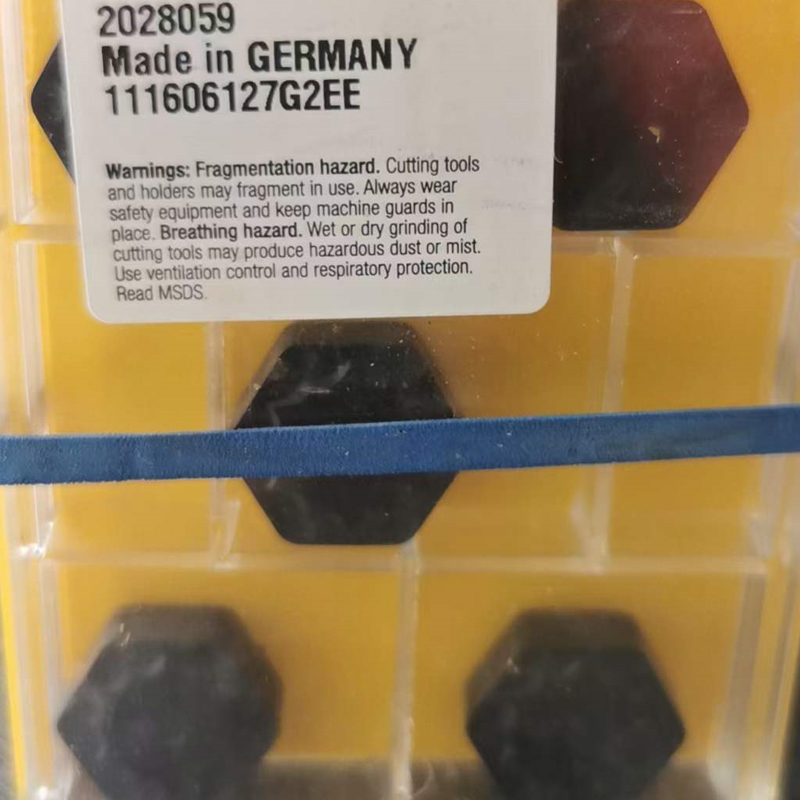 2028059
Made in GERMANY
111606127G2EE
Warnings: Fragmentation hazard. Cutting tools
and holders may fragment in use. Always wear
safety equipment and keep machine guards in
place. Breathing hazard. Wet or dry grinding of
cutting tools may produce hazardous dust or mist.
Use ventilation control and respiratory protection.
Read MSDS.